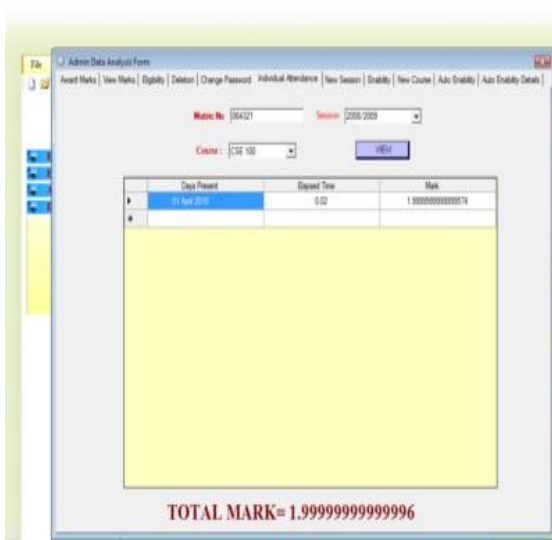 File
Admin Data Analysis Form
Award Marks | View Marks | Eligibility | Deletion | Change Password | Individual Attendance | New Session | Enability | New Course | Auto Enability | Auto Enability Details
Matric No 064321 Session 2008/2009
Course : CSE 100 VIEW
Days Present Elapsed Time Mark
01 April 2010 0.02 1.9999999999999574
TOTAL MARK= 1.99999999999996